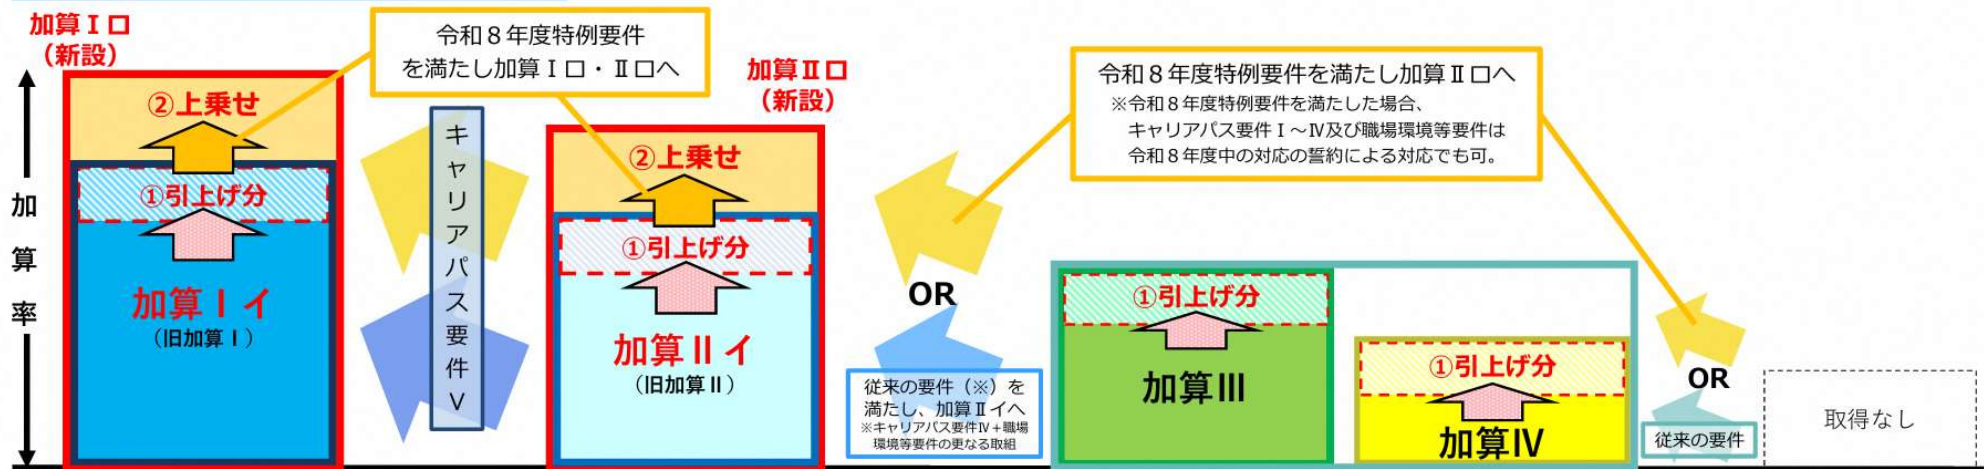 加算Ⅰロ
（新設）
令和８年度特例要件
を満たし加算Ⅰロ・Ⅱロへ
加算Ⅱロ
（新設）
令和８年度特例要件を満たし加算Ⅱロへ
※令和８年度特例要件を満たした場合、
キャリアパス要件Ⅰ～Ⅳ及び職場環境等要件は
令和８年度中の対応の誓約による対応でも可。
加算率
②上乗せ
①引上げ分
加算Ⅰイ
（旧加算Ⅰ）
キャリアパス要件Ⅴ
②上乗せ
①引上げ分
加算Ⅱイ
（旧加算Ⅱ）
OR
従来の要件（※）を
満たし、加算Ⅱイへ
※キャリアパス要件Ⅳ＋職場
環境等要件の更なる取組
①引上げ分
加算Ⅲ
①引上げ分
加算Ⅳ
OR
従来の要件
取得なし